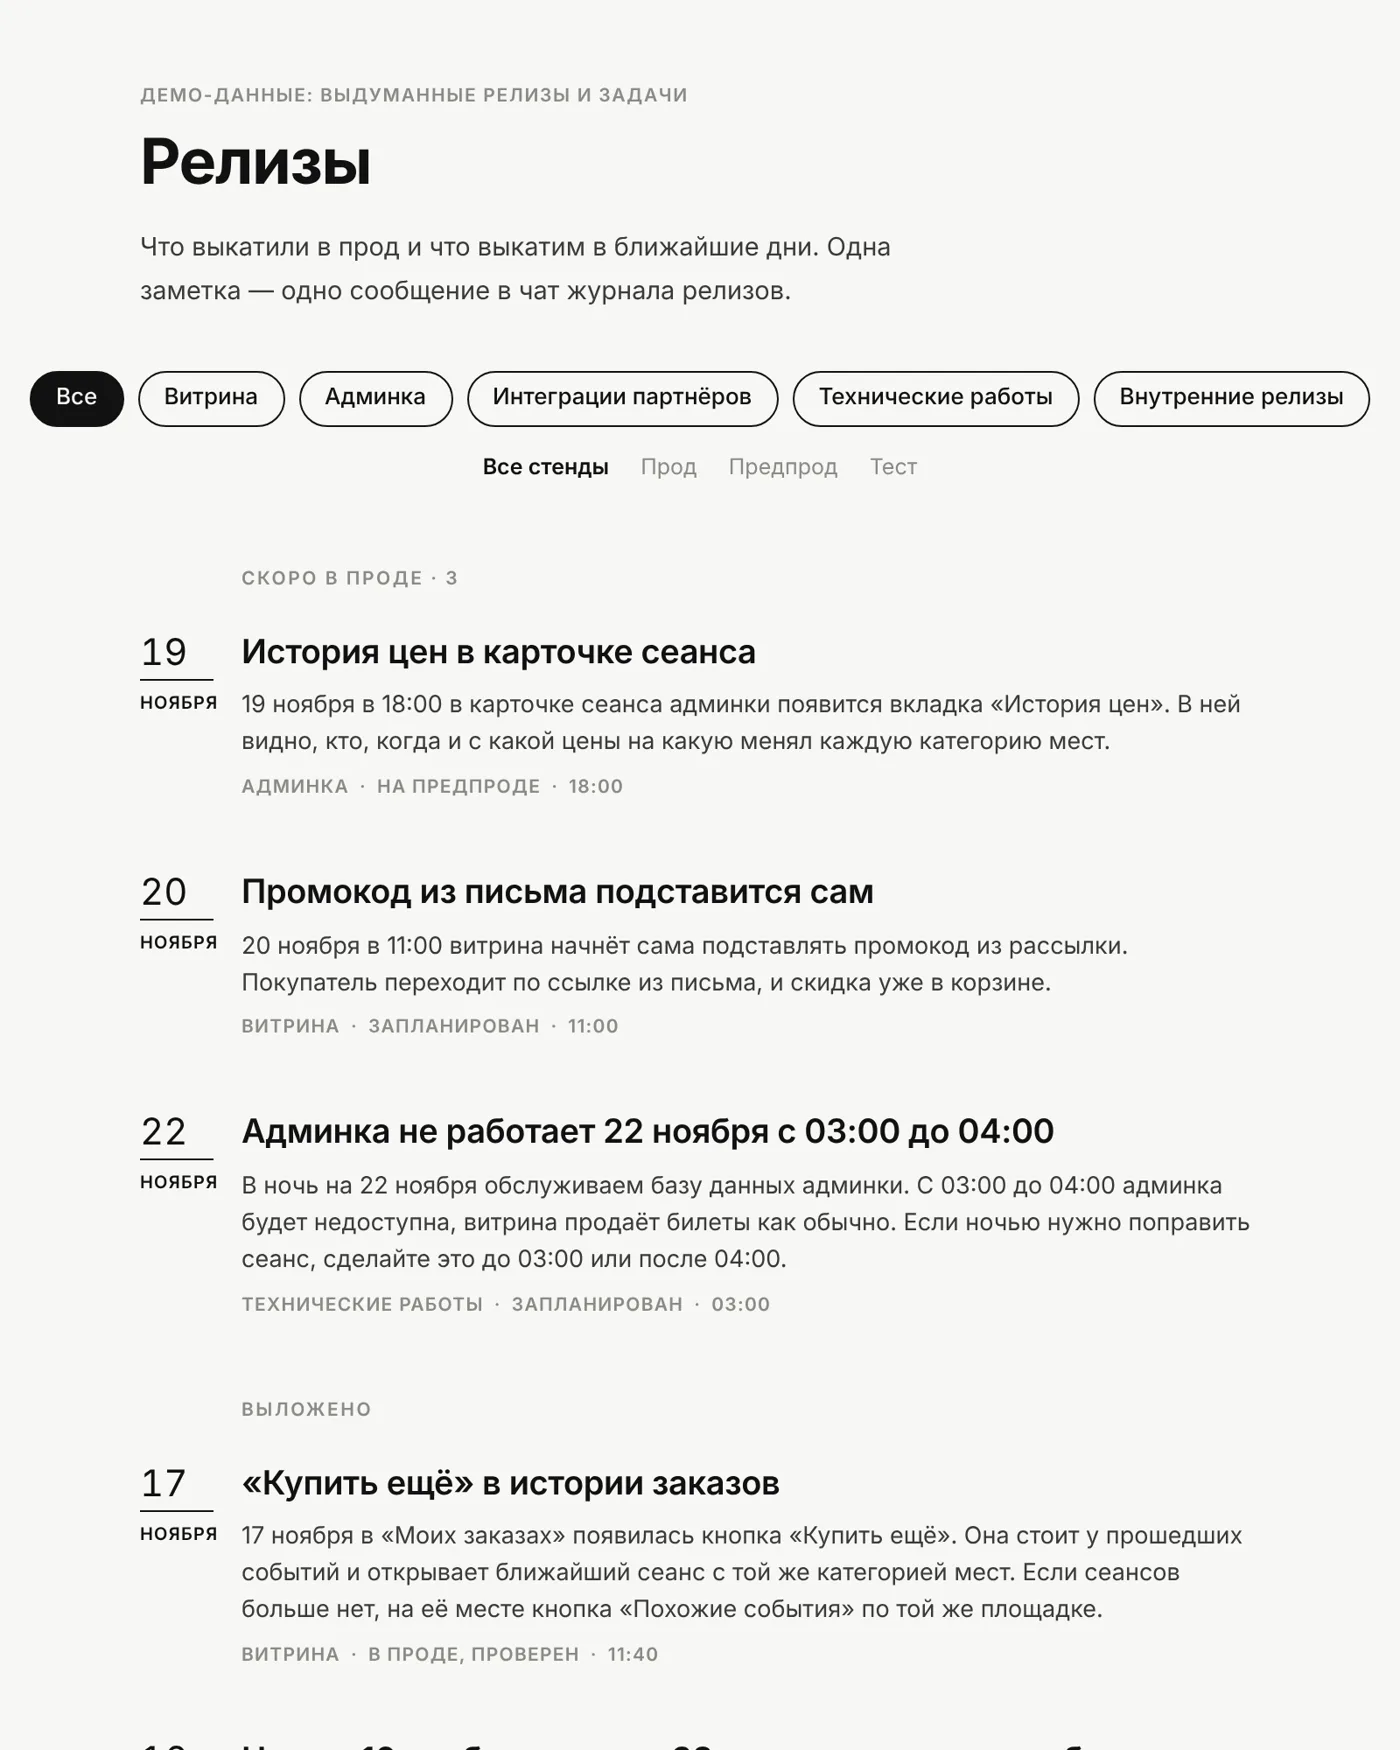 ДЕМО-ДАННЫЕ: ВЫДУМАННЫЕ РЕЛИЗЫ И ЗАДАЧИ
Релизы
Что выкатили в прод и что выкатим в ближайшие дни. Одна
заметка — одно сообщение в чат журнала релизов.
Все Витрина Админка Интеграции партнёров Технические работы Внутренние релизы
Все стенды Прод Предпрод Тест
СКОРО В ПРОДЕ · 3
19
НОЯБРЯ
История цен в карточке сеанса
19 ноября в 18:00 в карточке сеанса админки появится вкладка «История цен». В ней
видно, кто, когда и с какой цены на какую менял каждую категорию мест.
АДМИНКА · НА ПРЕДПРОДЕ · 18:00
20
НОЯБРЯ
Промокод из письма подставится сам
20 ноября в 11:00 витрина начнёт сама подставлять промокод из рассылки.
Покупатель переходит по ссылке из письма, и скидка уже в корзине.
ВИТРИНА · ЗАПЛАНИРОВАН · 11:00
22
НОЯБРЯ
Админка не работает 22 ноября с 03:00 до 04:00
В ночь на 22 ноября обслуживаем базу данных админки. С 03:00 до 04:00 админка
будет недоступна, витрина продаёт билеты как обычно. Если ночью нужно поправить
сеанс, сделайте это до 03:00 или после 04:00.
ТЕХНИЧЕСКИЕ РАБОТЫ · ЗАПЛАНИРОВАН · 03:00
ВЫЛОЖЕНО
17
НОЯБРЯ
«Купить ещё» в истории заказов
17 ноября в «Моих заказах» появилась кнопка «Купить ещё». Она стоит у прошедших
событий и открывает ближайший сеанс с той же категорией мест. Если сеансов
больше нет, на её месте кнопка «Похожие события» по той же площадке.
ВИТРИНА · В ПРОДЕ, ПРОВЕРЕН · 11:40